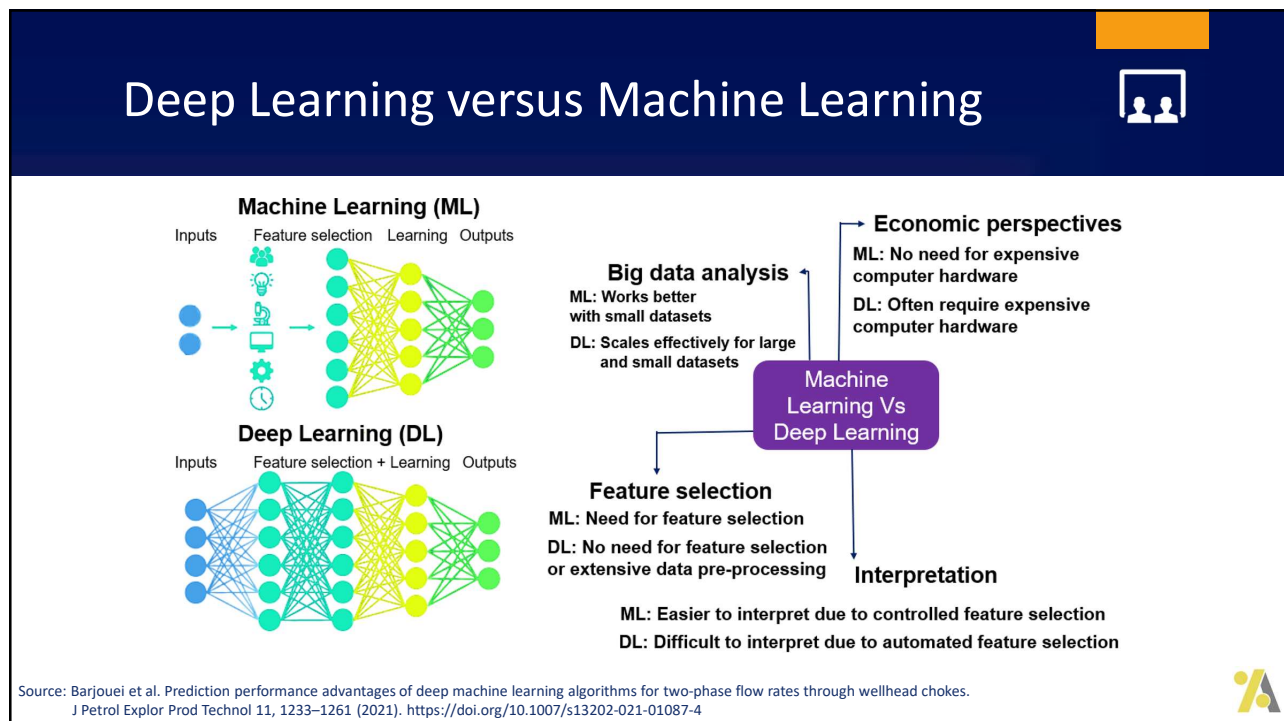 Deep Learning versus Machine Learning
Machine Learning (ML)
Inputs Feature selection Learning Outputs
Deep Learning (DL)
Inputs Feature selection + Learning Outputs
Big data analysis
ML: Works better
with small datasets
DL: Scales effectively for large
and small datasets
Economic perspectives
ML: No need for expensive
computer hardware
DL: Often require expensive
computer hardware
Machine
Learning Vs
Deep Learning
Feature selection
ML: Need for feature selection
DL: No need for feature selection
or extensive data pre-processing
Interpretation
ML: Easier to interpret due to controlled feature selection
DL: Difficult to interpret due to automated feature selection
Source: Barjouei et al. Prediction performance advantages of deep machine learning algorithms for two-phase flow rates through wellhead chokes.
J Petrol Explor Prod Technol 11, 1233–1261 (2021). https://doi.org/10.1007/s13202-021-01087-4